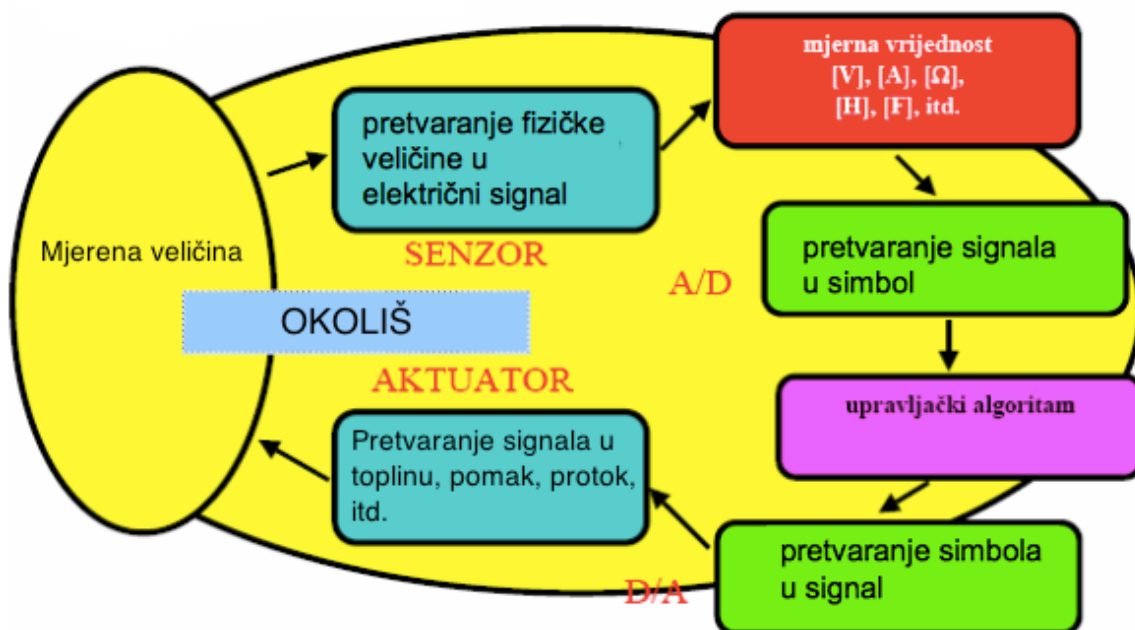 mjerna vrijednost
[V], [A], [Ω],
[H], [F], itd.
pretvaranje fizičke
veličine u
električni signal
SENZOR
Mjerena veličina
pretvaranje signala
u simbol
A/D
OKOLIŠ
AKTUATOR
upravljački algoritam
Pretvaranje signala u
toplinu, pomak, protok,
itd.
pretvaranje simbola
u signal
D/A